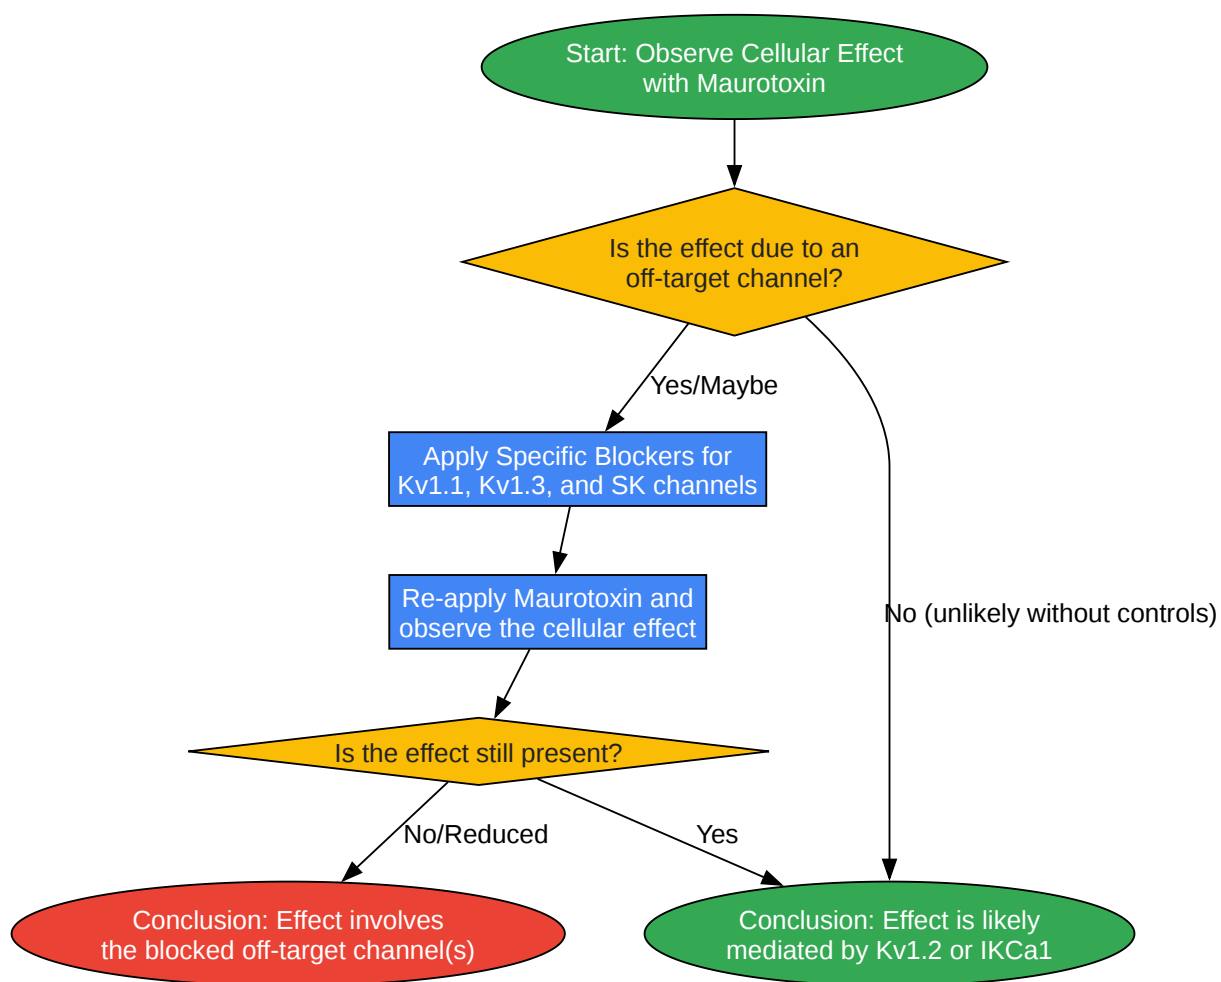 Start: Observe Cellular Effect
with Maurotoxin
Is the effect due to an
off-target channel?
Yes/Maybe
Apply Specific Blockers for
Kv1.1, Kv1.3, and SK channels
Re-apply Maurotoxin and
observe the cellular effect
No (unlikely without controls)
Is the effect still present?
No/Reduced
Yes
Conclusion: Effect involves
the blocked off-target channel(s)
Conclusion: Effect is likely
mediated by Kv1.2 or IKCa1